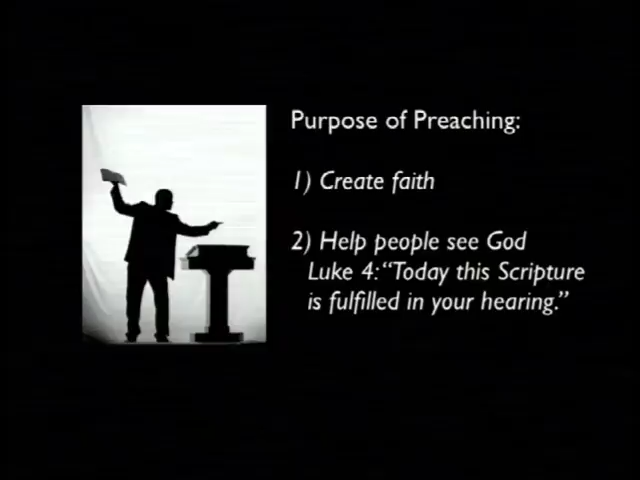 Purpose of Preaching:
1) Create faith
2) Help people see God
Luke 4:“Today this Scripture
is fulfilled in your hearing.”